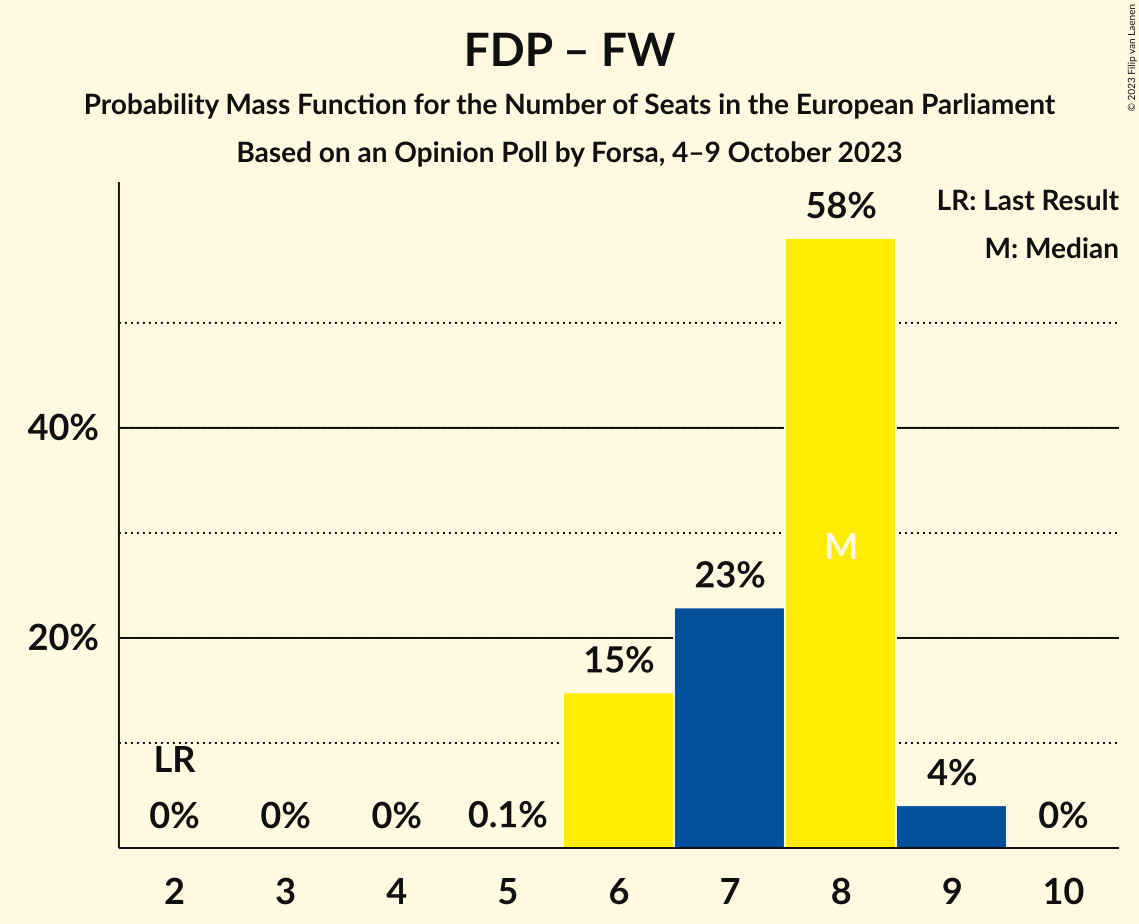 FDP – FW
Probability Mass Function for the Number of Seats in the European Parliament
Based on an Opinion Poll by Forsa, 4–9 October 2023
© 2023 Filip van Laenen
LR: Last Result
M: Median
58%
40%
M
23%
20%
15%
LR
4%
0%
0%
0%
0.1%
0%
2
3
4
5
6
7
8
9
10